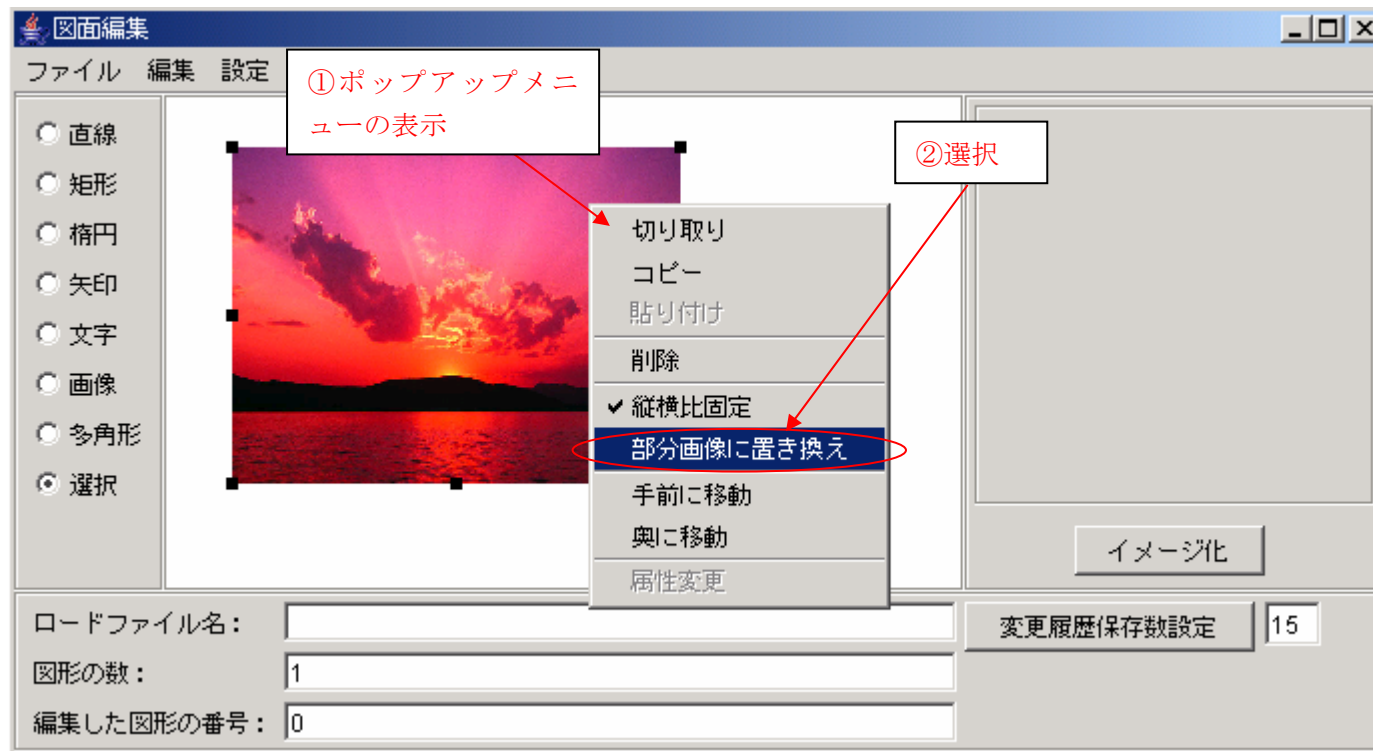 図面編集
ファイル 編集 設定
①ポップアップメニ
ューの表示
②選択
直線
矩形
楕円
矢印
文字
画像
多角形
選択
切り取り
コピー
貼り付け
削除
縦横比固定
部分画像に置き換え
手前に移動
奥に移動
属性変更
イメージ化
ロードファイル名：
変更履歴保存数設定 15
図形の数： 1
編集した図形の番号： 0